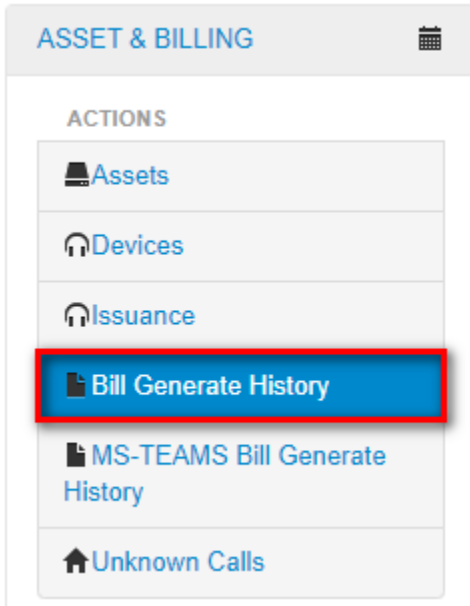 ASSET & BILLING
ACTIONS
Assets
Devices
Issuance
Bill Generate History
MS-TEAMS Bill Generate
History
Unknown Calls